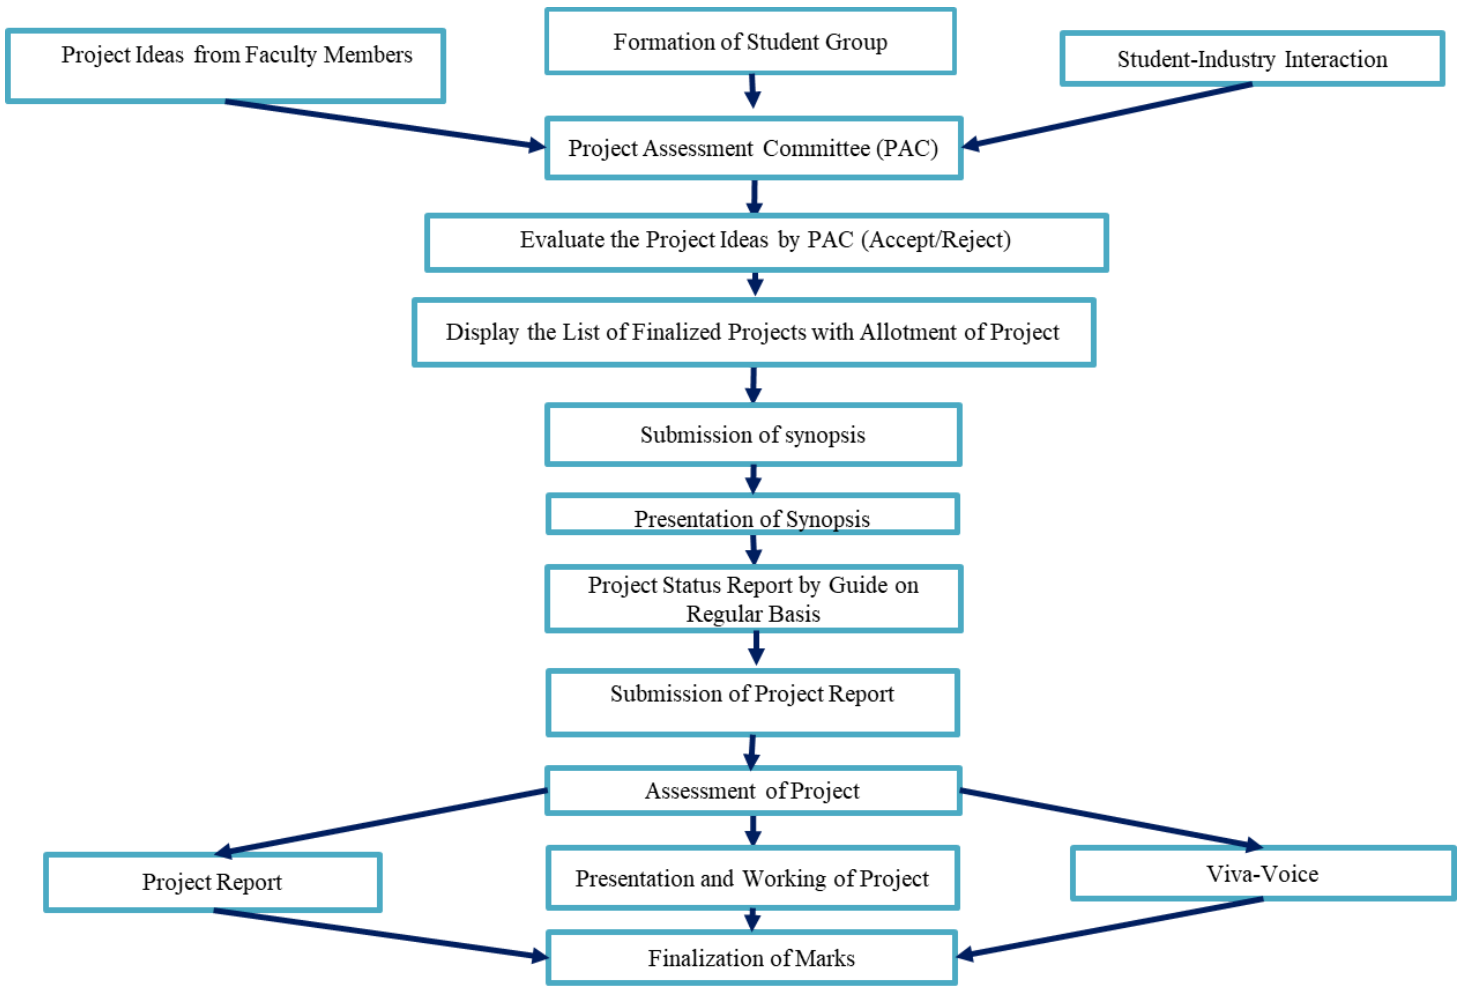 Project Ideas from Faculty Members
Formation of Student Group
Student-Industry Interaction
Project Assessment Committee (PAC)
Evaluate the Project Ideas by PAC (Accept/Reject)
Display the List of Finalized Projects with Allotment of Project
Submission of synopsis
Presentation of Synopsis
Project Status Report by Guide on
Regular Basis
Submission of Project Report
Assessment of Project
Project Report
Presentation and Working of Project
Viva-Voice
Finalization of Marks